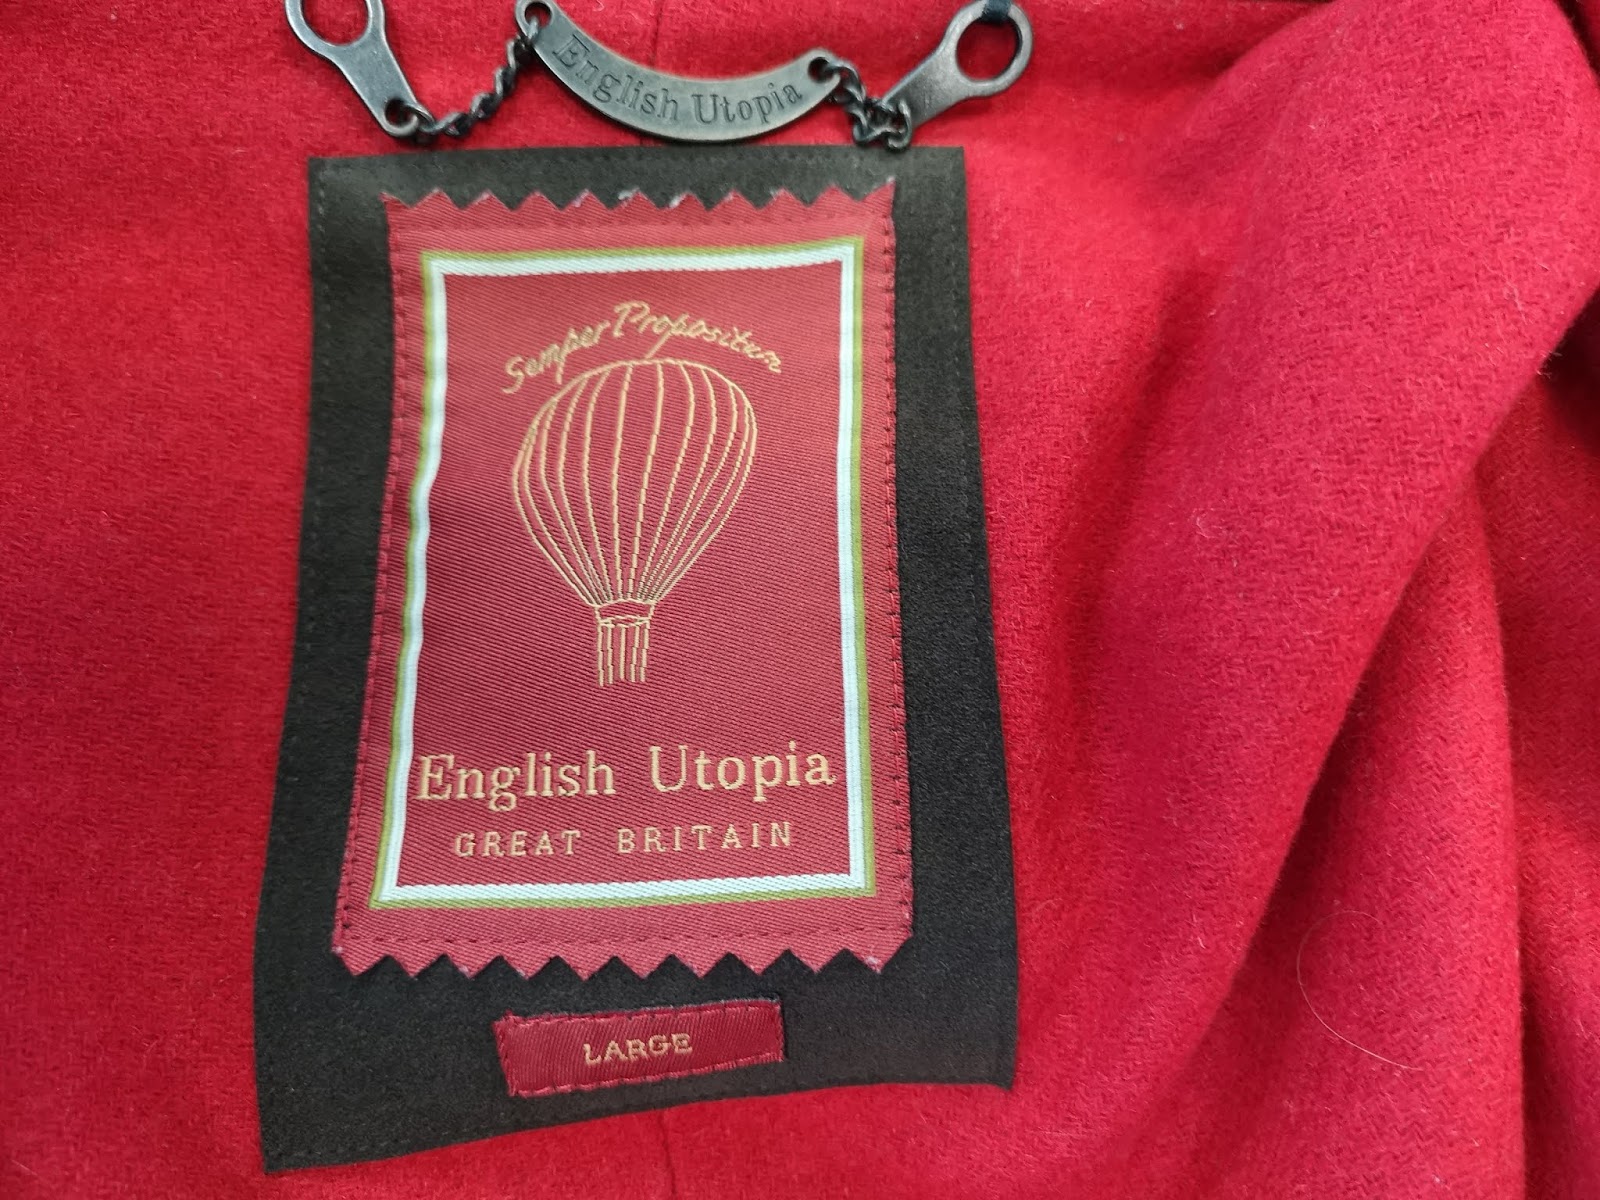 English Utopia
Semper Propositum
English Utopia
GREAT BRITAIN
LARGE